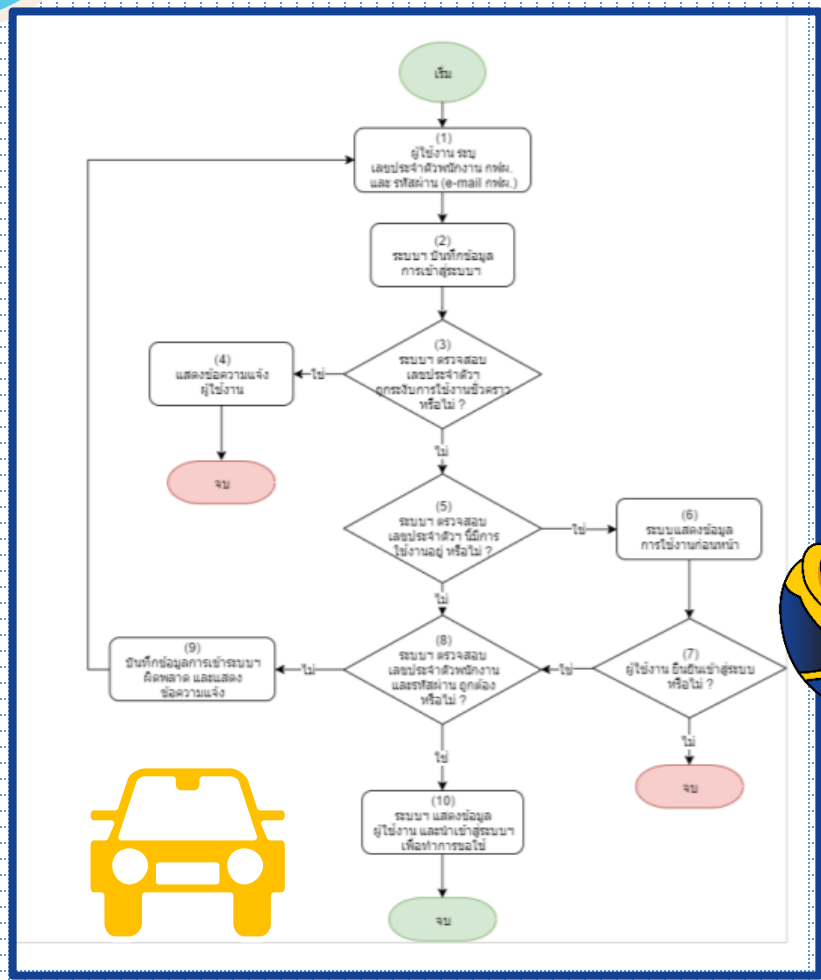 เริ่ม
(1)
ผู้ใช้งาน ระบุ
เลขประจำตัวพนักงาน กฟผ.
และ รหัสผ่าน (e-mail กฟผ.)
(2)
ระบบฯ บันทึกข้อมูล
การเข้าสู่ระบบฯ
(3)
ระบบฯ ตรวจสอบ
เลขประจำตัวฯ
ถูกระงับการใช้งานชั่วคราว
หรือไม่ ?
ใช่
(4)
แสดงข้อความแจ้ง
ผู้ใช้งาน
จบ
ไม่
(5)
ระบบฯ ตรวจสอบ
เลขประจำตัวฯ นี้มีการ
ใช้งานอยู่ หรือไม่ ?
ใช่
(6)
ระบบแสดงข้อมูล
การใช้งานก่อนหน้า
ไม่
(7)
ผู้ใช้งาน ยืนยันเข้าสู่ระบบ
หรือไม่ ?
ใช่
ไม่
จบ
(8)
ระบบฯ ตรวจสอบ
เลขประจำตัวพนักงาน
และรหัสผ่าน ถูกต้อง
หรือไม่ ?
ไม่
(9)
บันทึกข้อมูลการเข้าระบบฯ
ผิดพลาด และแสดง
ข้อความแจ้ง
ใช่
(10)
ระบบฯ แสดงข้อมูล
ผู้ใช้งาน และนำเข้าสู่ระบบฯ
เพื่อทำการขอใช้
จบ